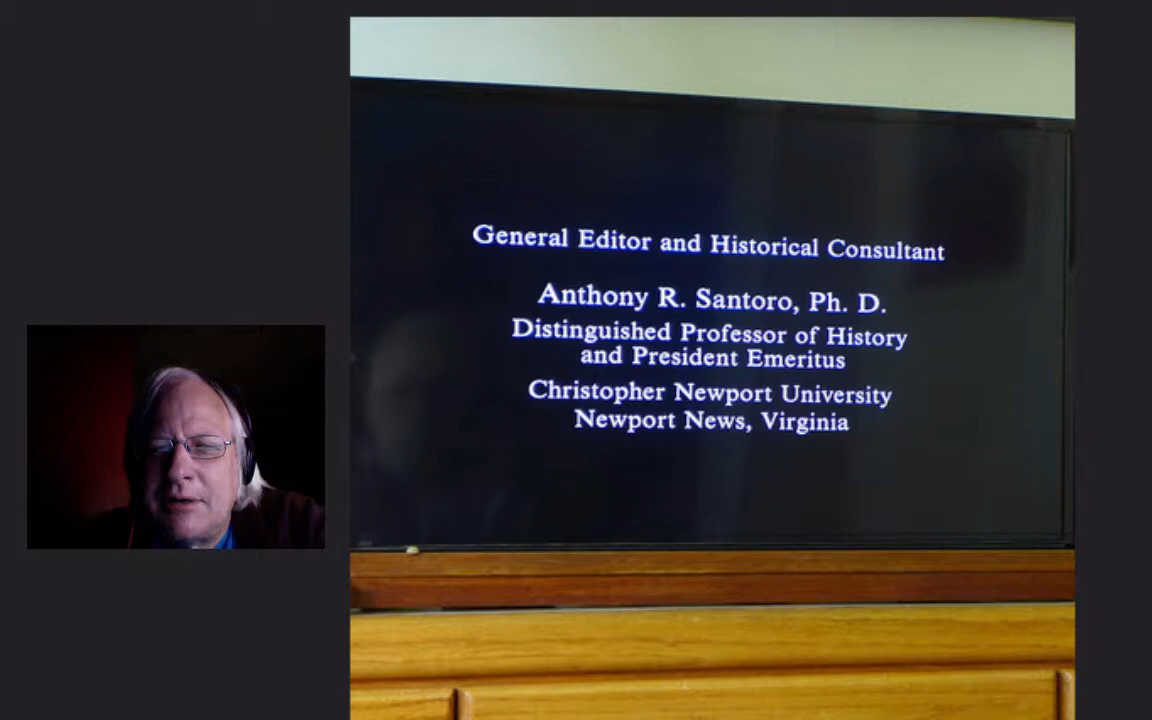 General Editor and Historical Consultant
Anthony R. Santoro, Ph. D.
Distinguished Professor of History
and President Emeritus
Christopher Newport University
Newport News, Virginia